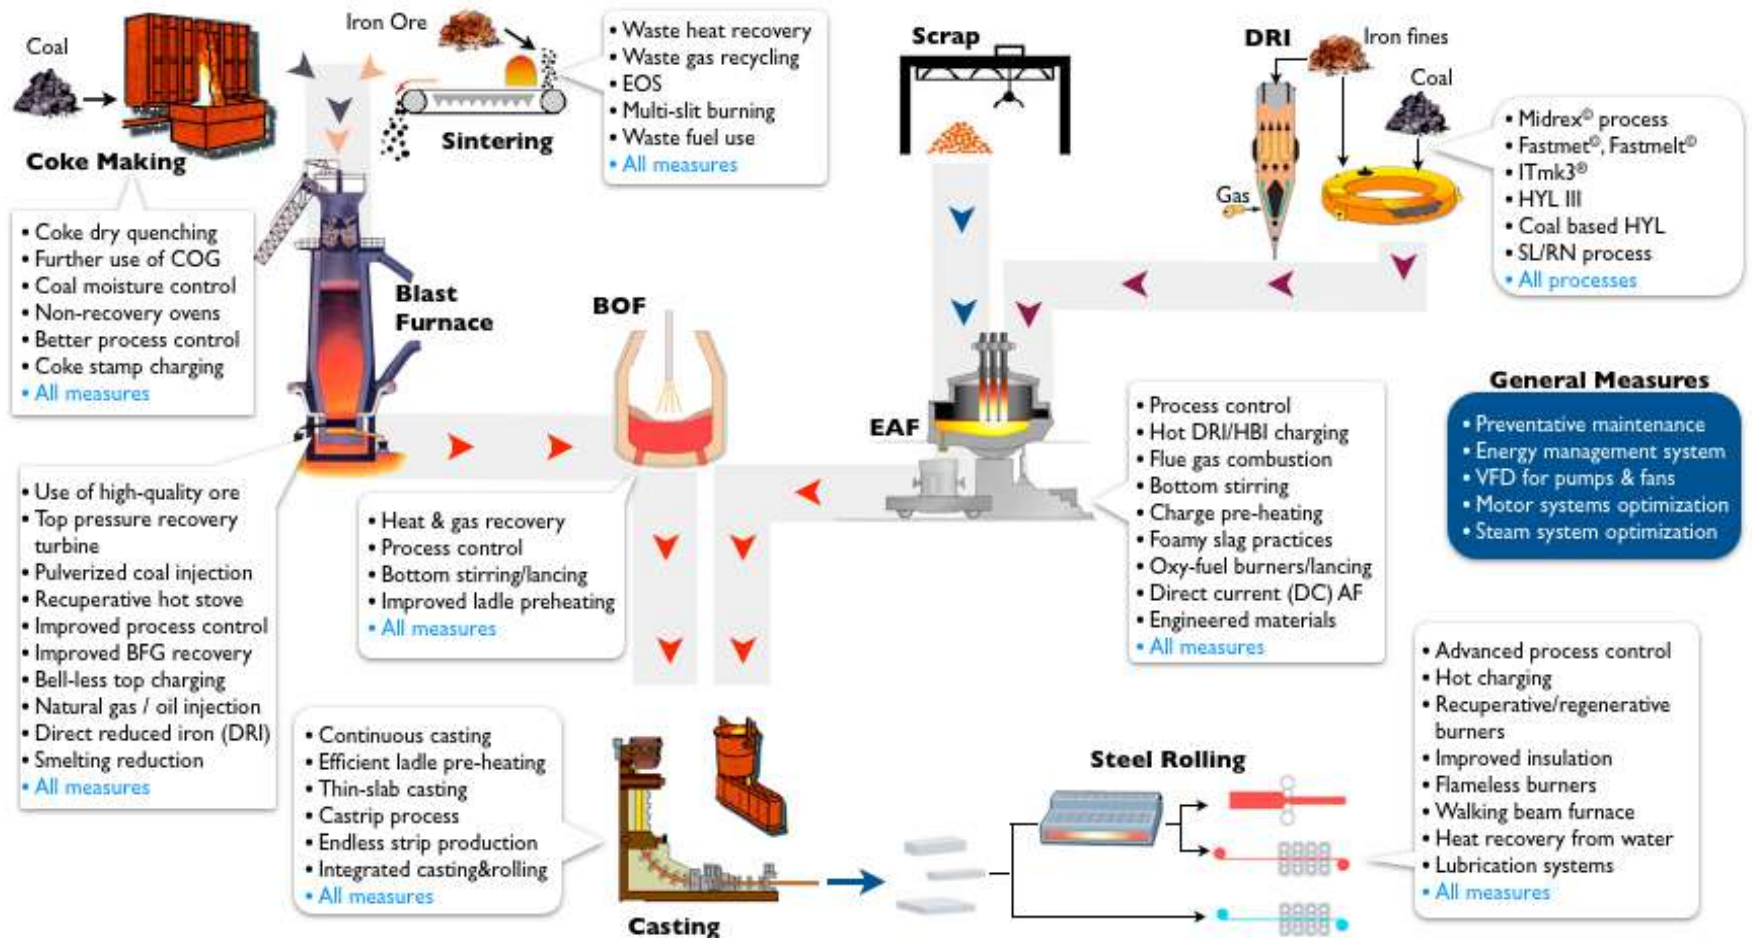 Coal
Coke Making
• Coke dry quenching
• Further use of COG
• Coal moisture control
• Non-recovery ovens
• Better process control
• Coke stamp charging
• All measures
Iron Ore
Sintering
• Waste heat recovery
• Waste gas recycling
• EOS
• Multi-slit burning
• Waste fuel use
• All measures
Blast
Furnace
• Use of high-quality ore
• Top pressure recovery
turbine
• Pulverized coal injection
• Recuperative hot stove
• Improved process control
• Improved BFG recovery
• Bell-less top charging
• Natural gas / oil injection
• Direct reduced iron (DRI)
• Smelting reduction
• All measures
BOF
• Heat & gas recovery
• Process control
• Bottom stirring/lancing
• Improved ladle preheating
• All measures
Scrap
DRI
Iron fines
Coal
Gas
• Midrex© process
• Fastmet©, Fastmelt©
• ITmk3®
• HYL III
• Coal based HYL
• SL/RN process
• All processes
EAF
• Process control
• Hot DRI/HBI charging
• Flue gas combustion
• Bottom stirring
• Charge pre-heating
• Foamy slag practices
• Oxy-fuel burners/lancing
• Direct current (DC) AF
• Engineered materials
• All measures
General Measures
• Preventative maintenance
• Energy management system
• VFD for pumps & fans
• Motor systems optimization
• Steam system optimization
• Continuous casting
• Efficient ladle pre-heating
• Thin-slab casting
• Castrip process
• Endless strip production
• Integrated casting&rolling
• All measures
Casting
Steel Rolling
• Advanced process control
• Hot charging
• Recuperative/regenerative
burners
• Improved insulation
• Flameless burners
• Walking beam furnace
• Heat recovery from water
• Lubrication systems
• All measures